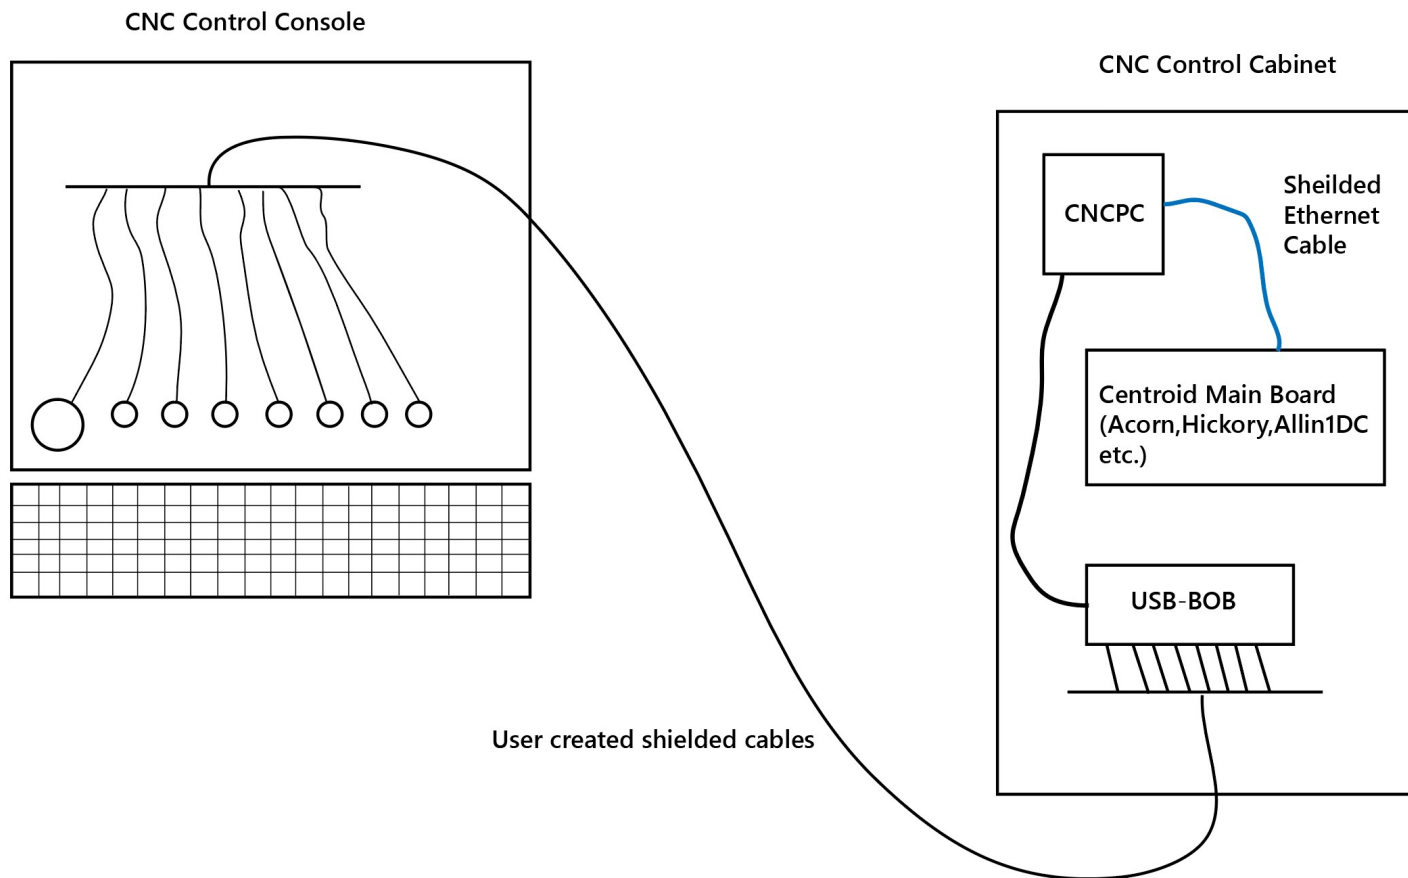 CNC Control Console
CNC Control Cabinet
CNCPC
Sheilded
Ethernet
Cable
Centroid Main Board
(Acorn,Hickory,Allin1DC
etc.)
USB-BOB
User created shielded cables